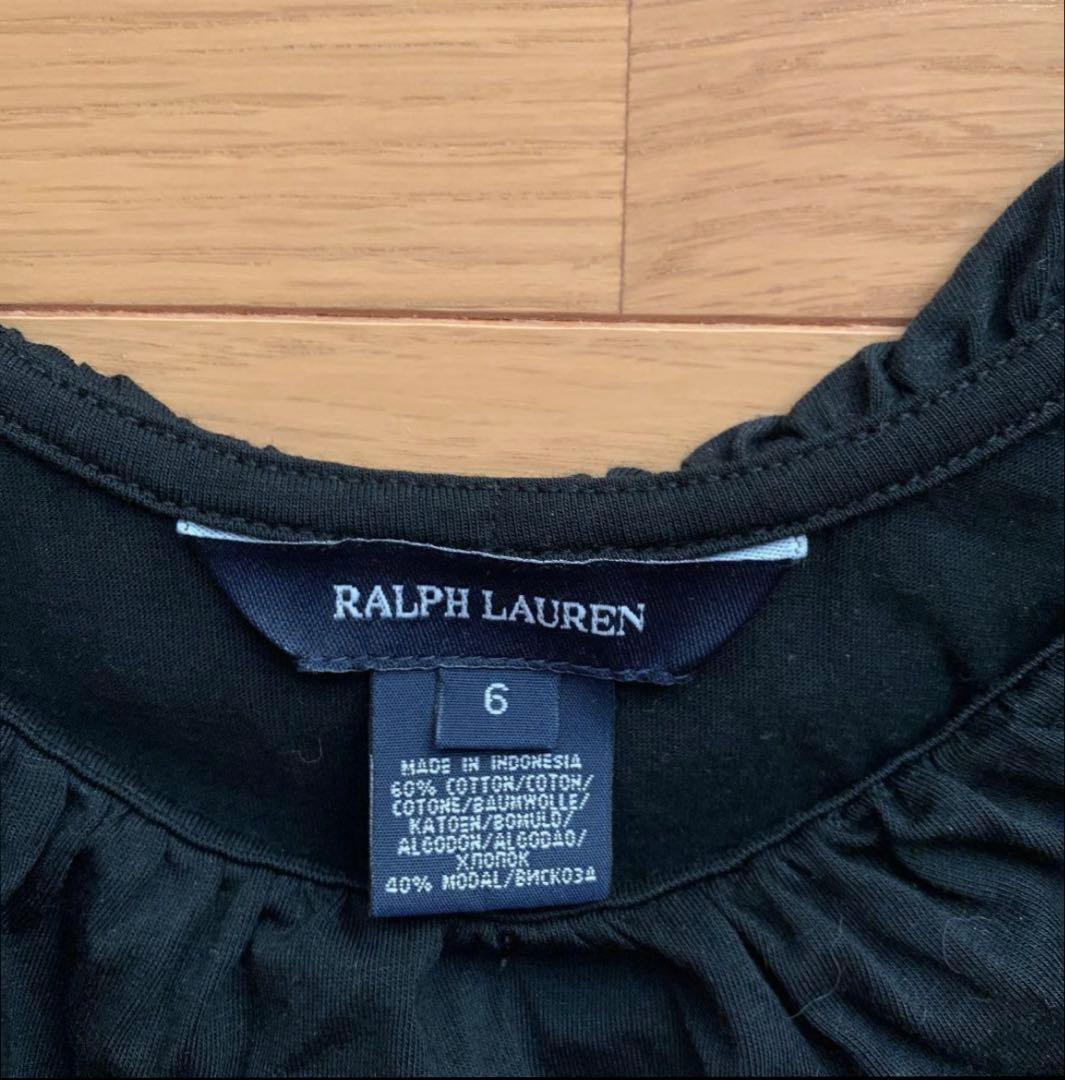 RALPH LAUREN
6
MADE IN INDONESIA
60% COTTON/COTON/
COTONE/BAUMWOLLE/
KATOEN/BOMULD/
ALGODON/ALGODAO/
ХЛОПОК
40% MODAL/ВИСКОЗА